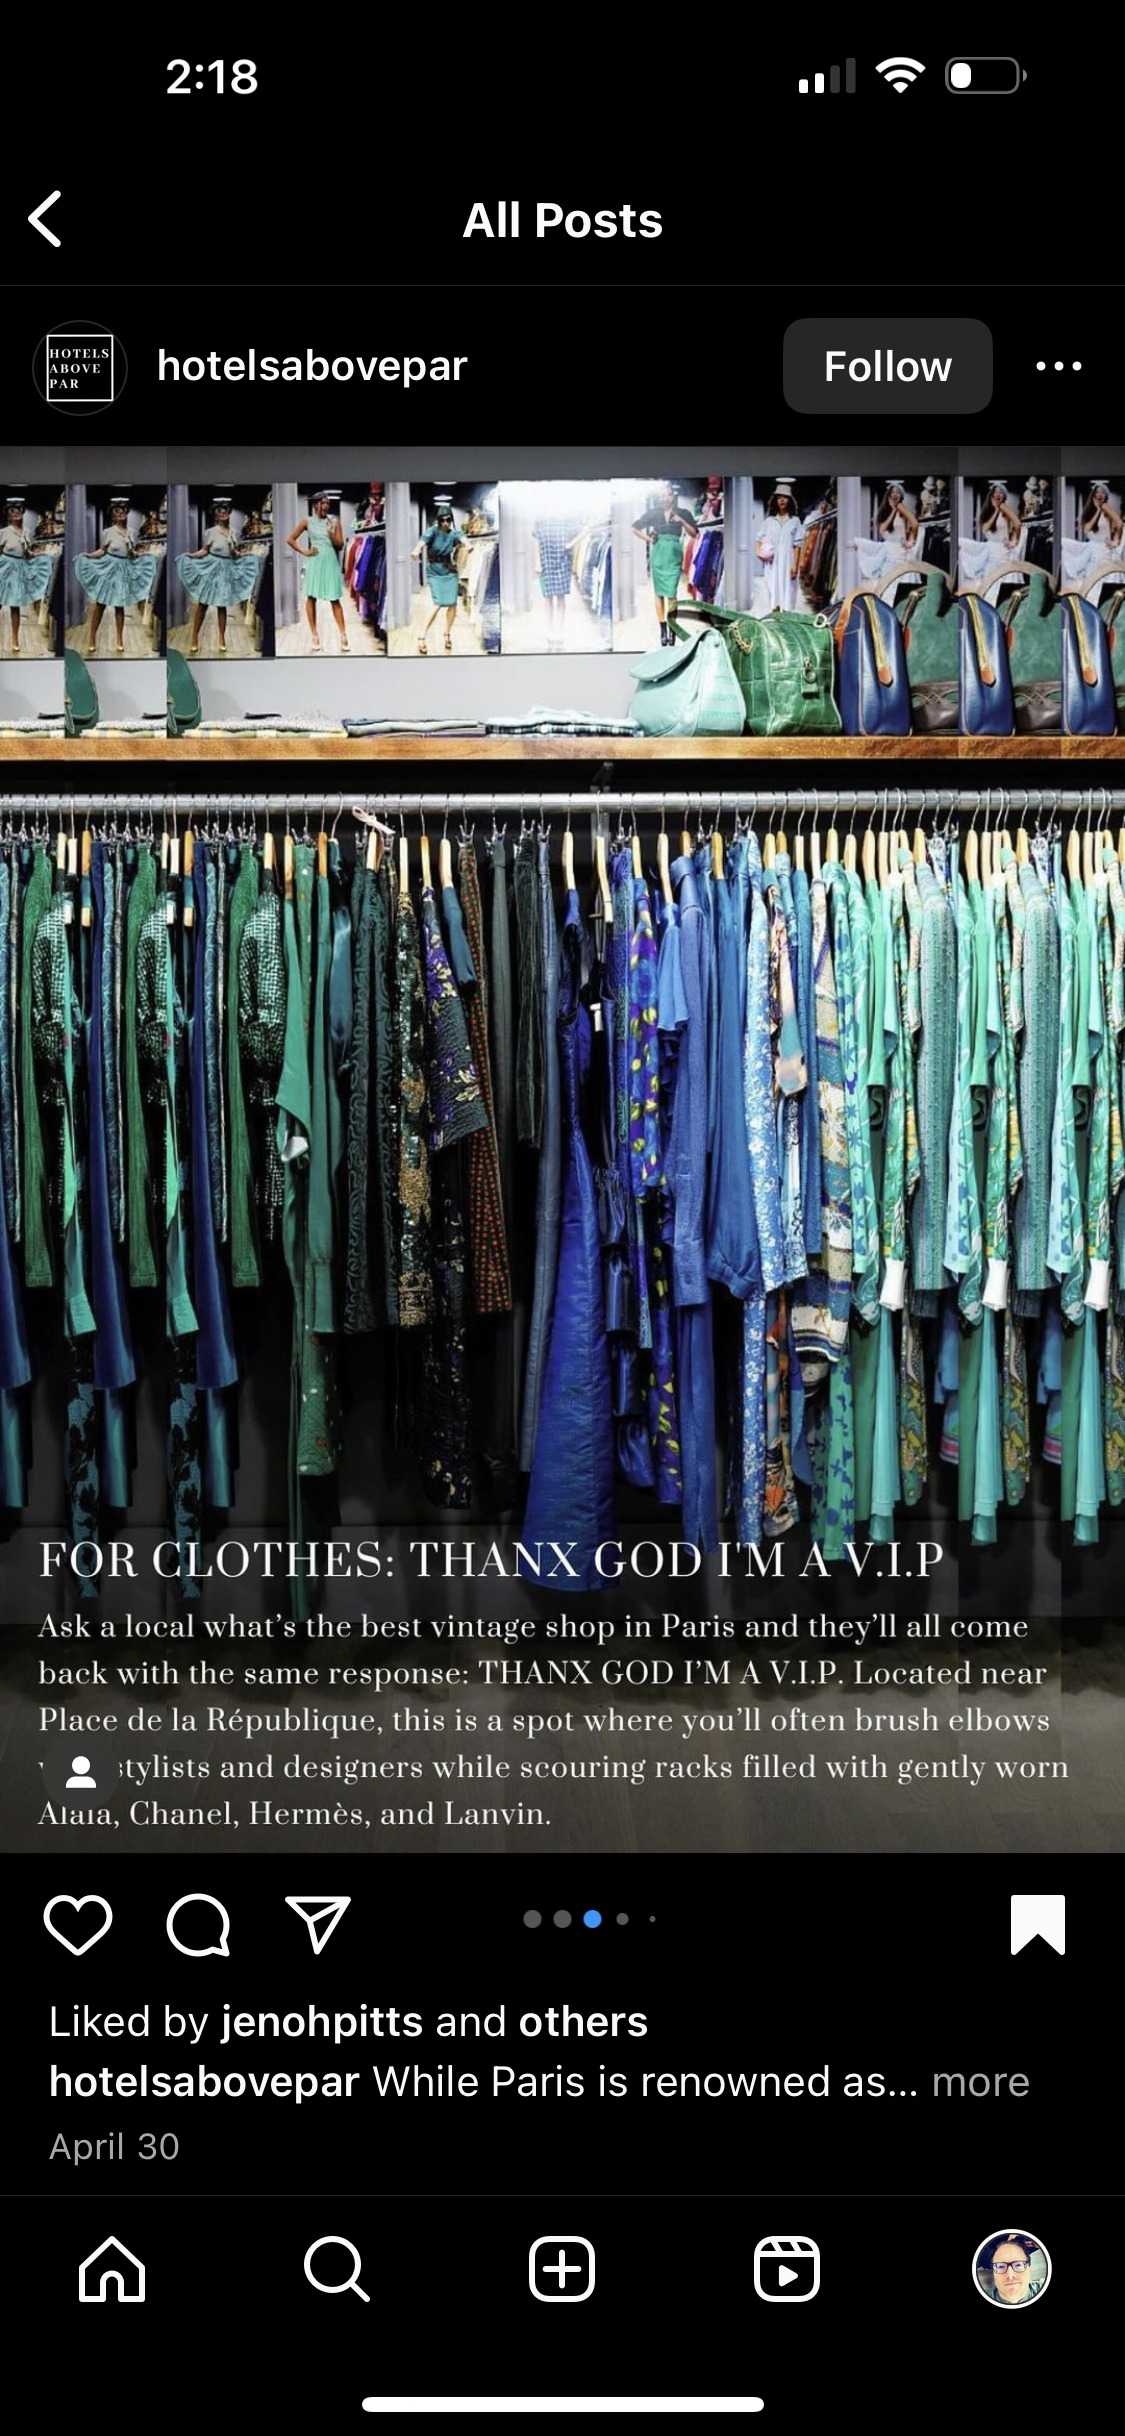 2:18
All Posts
HOTELS
ABOVE
PAR
hotelsabovepar
Follow
FOR CLOTHES: THANX GOD I'M A V.I.P
Ask a local what’s the best vintage shop in Paris and they’ll all come
back with the same response: THANX GOD I’M A V.I.P. Located near
Place de la République, this is a spot where you’ll often brush elbows
stylists and designers while scouring racks filled with gently worn
Alaïa, Chanel, Hermès, and Lanvin.
Liked by jenohpitts and others
hotelsabovepar While Paris is renowned as... more
April 30